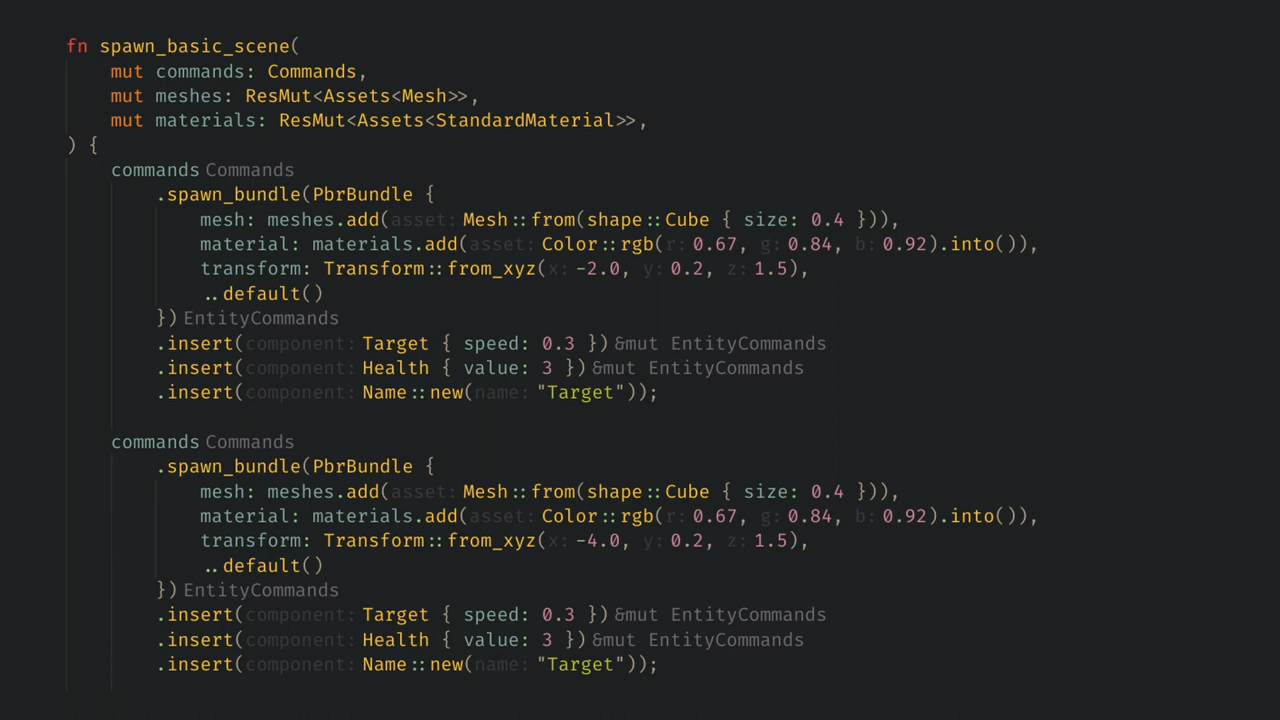 fn spawn_basic_scene(
mut commands: Commands,
mut meshes: ResMut<Assets<Mesh>>,
mut materials: ResMut<Assets<StandardMaterial>>,
) {
commands Commands
.spawn_bundle(PbrBundle {
mesh: meshes.add(asset: Mesh::from(shape::Cube { size: 0.4 })),
material: materials.add(asset: Color::rgb(r: 0.67, g: 0.84, b: 0.92).into()),
transform: Transform::from_xyz(x: -2.0, y: 0.2, z: 1.5),
..default()
}) EntityCommands
.insert(component: Target { speed: 0.3 }) &mut EntityCommands
.insert(component: Health { value: 3 }) &mut EntityCommands
.insert(component: Name::new(name: "Target"));
commands Commands
.spawn_bundle(PbrBundle {
mesh: meshes.add(asset: Mesh::from(shape::Cube { size: 0.4 })),
material: materials.add(asset: Color::rgb(r: 0.67, g: 0.84, b: 0.92).into()),
transform: Transform::from_xyz(x: -4.0, y: 0.2, z: 1.5),
..default()
}) EntityCommands
.insert(component: Target { speed: 0.3 }) &mut EntityCommands
.insert(component: Health { value: 3 }) &mut EntityCommands
.insert(component: Name::new(name: "Target"));